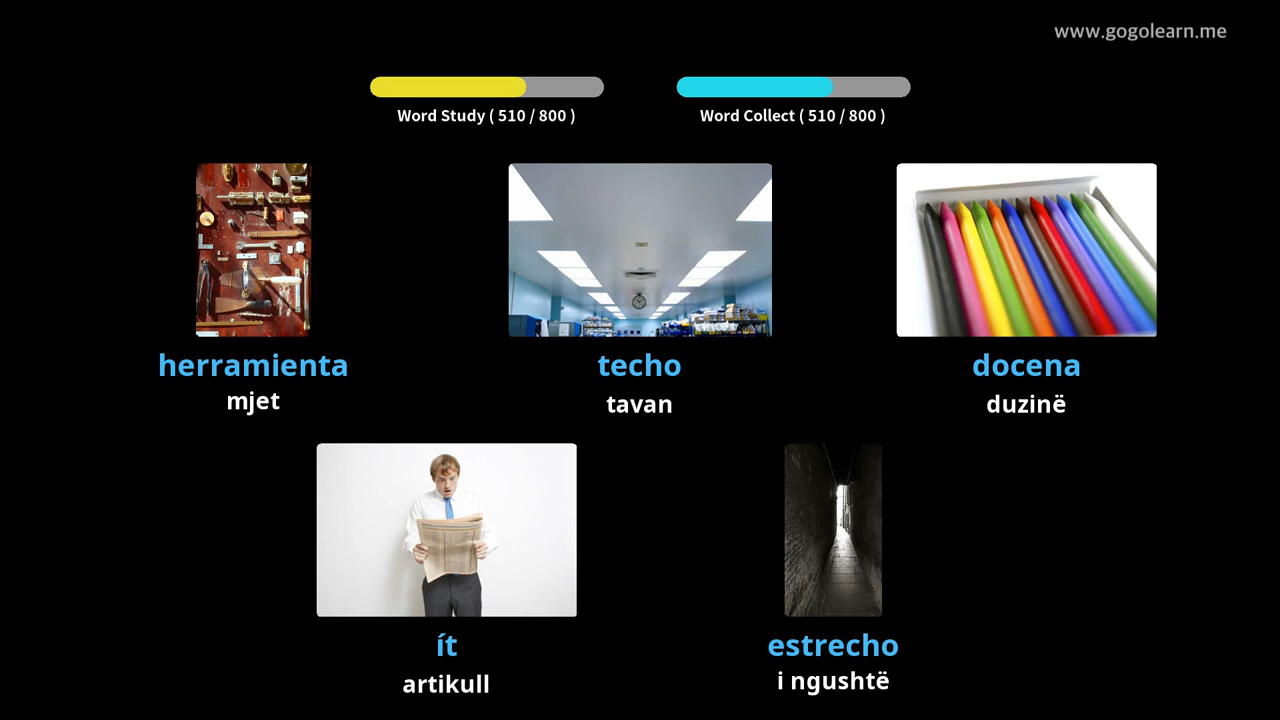 www.gogolearn.me
Word Study ( 510 / 800 )
Word Collect ( 510 / 800 )
herramienta
mjet
techo
tavan
docena
duzinë
ít
artikull
estrecho
i ngushtë